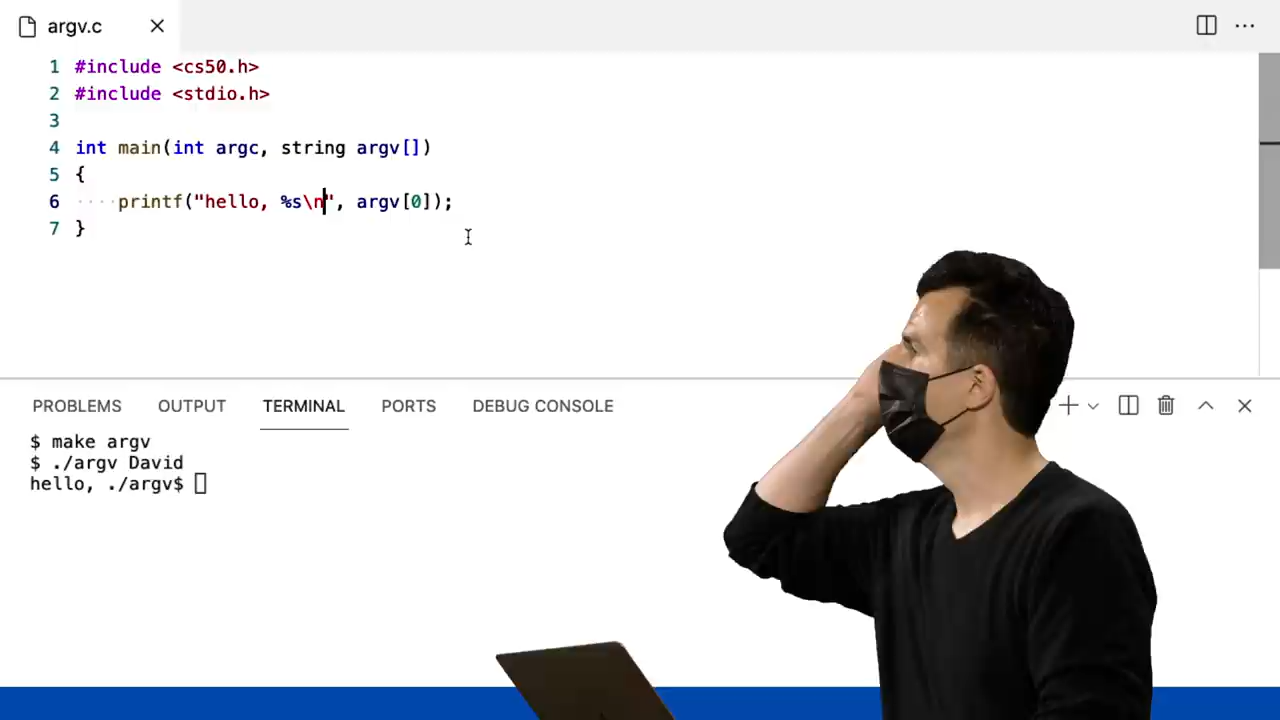 argv.c
1 #include <cs50.h>
2 #include <stdio.h>
3
4 int main(int argc, string argv[])
5 {
6 ····printf("hello, %s\n", argv[0]);
7 }
PROBLEMS OUTPUT TERMINAL PORTS DEBUG CONSOLE
$ make argv
$ ./argv David
hello, ./argv$